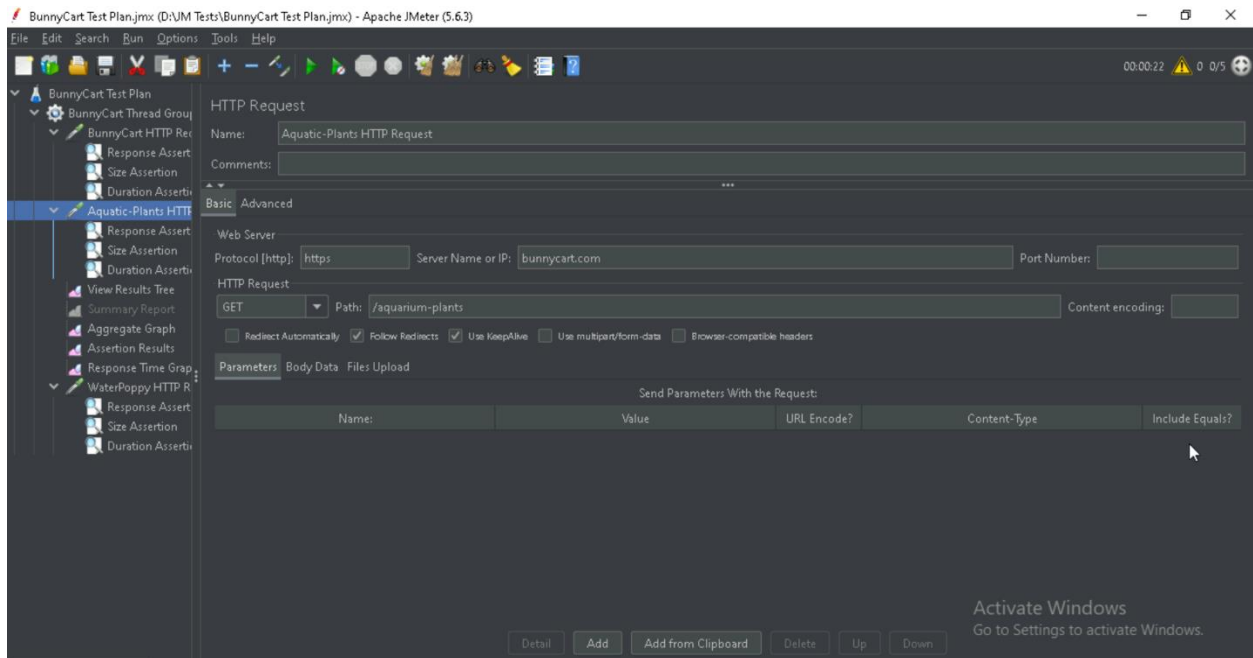 BunnyCart Test Plan.jmx (D:\JM Tests\BunnyCart Test Plan.jmx) - Apache JMeter (5.6.3)
File Edit Search Run Options Tools Help
00:00:22 0 0/5
BunnyCart Test Plan
BunnyCart Thread Group
BunnyCart HTTP Rec
Response Assert
Size Assertion
Duration Asserti
Aquatic-Plants HTTP
Response Assert
Size Assertion
Duration Asserti
View Results Tree
Summary Report
Aggregate Graph
Assertion Results
Response Time Grap
WaterPoppy HTTP R
Response Assert
Size Assertion
Duration Asserti
HTTP Request
Name: Aquatic-Plants HTTP Request
Comments:
Basic Advanced
Web Server
Protocol [http]: https Server Name or IP: bunnycart.com Port Number:
HTTP Request
GET Path: /aquarium-plants Content encoding:
Redirect Automatically Follow Redirects Use KeepAlive Use multipart/form-data Browser-compatible headers
Parameters Body Data Files Upload
Send Parameters With the Request:
Name: Value URL Encode? Content-Type Include Equals?
Detail Add Add from Clipboard Delete Up Down
Activate Windows
Go to Settings to activate Windows.